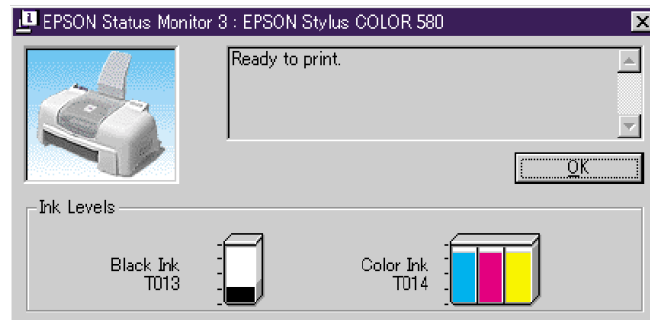 EPSON Status Monitor 3 : EPSON Stylus COLOR 580
Ready to print.
OK
Ink Levels
Black Ink
T013
Color Ink
T014